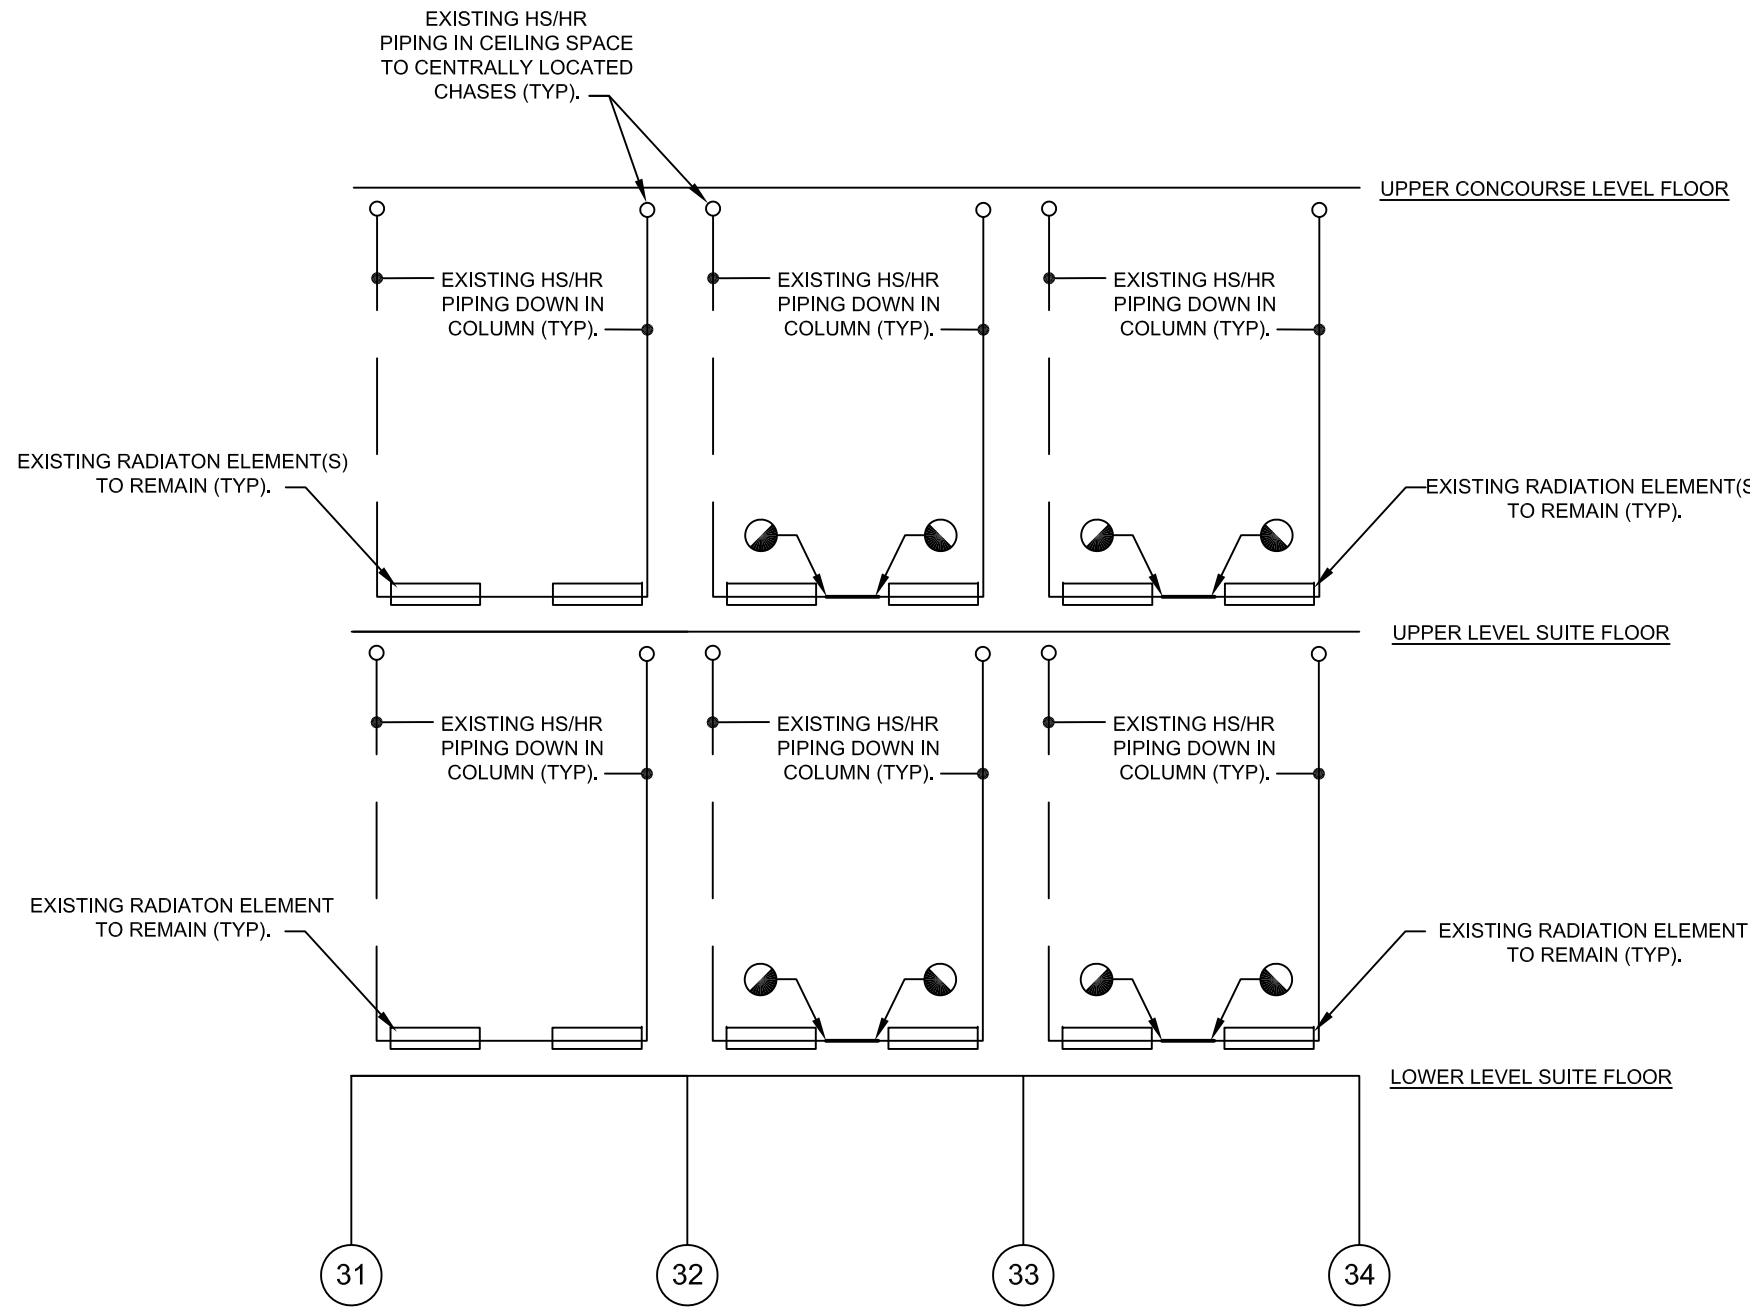 EXISTING HS/HR
PIPING IN CEILING SPACE
TO CENTRALLY LOCATED
CHASES (TYP).
UPPER CONCOURSE LEVEL FLOOR
EXISTING HS/HR
PIPING DOWN IN
COLUMN (TYP).
EXISTING HS/HR
PIPING DOWN IN
COLUMN (TYP).
EXISTING HS/HR
PIPING DOWN IN
COLUMN (TYP).
EXISTING RADIATON ELEMENT(S)
TO REMAIN (TYP).
EXISTING RADIATION ELEMENT(S
TO REMAIN (TYP).
UPPER LEVEL SUITE FLOOR
EXISTING HS/HR
PIPING DOWN IN
COLUMN (TYP).
EXISTING HS/HR
PIPING DOWN IN
COLUMN (TYP).
EXISTING HS/HR
PIPING DOWN IN
COLUMN (TYP).
EXISTING RADIATON ELEMENT
TO REMAIN (TYP).
EXISTING RADIATION ELEMENT
TO REMAIN (TYP).
LOWER LEVEL SUITE FLOOR
31
32
33
34